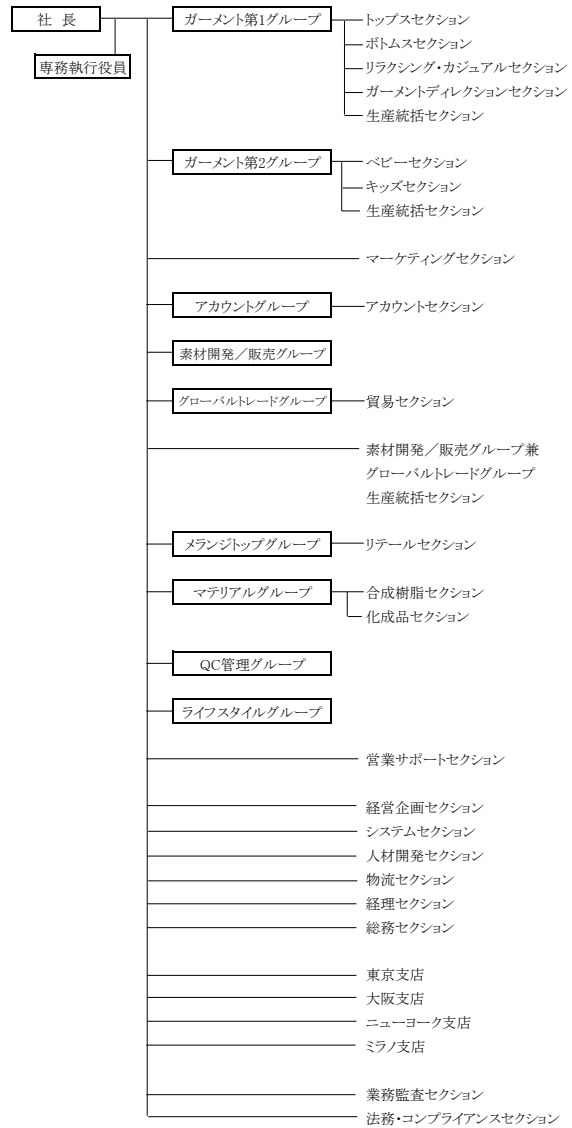 社 長
ガーメント第1グループ
トップスセクション
専務執行役員
ボトムスセクション
リラクシング・カジュアルセクション
ガーメントディレクションセクション
生産統括セクション
ガーメント第2グループ
ベビーセクション
キッズセクション
生産統括セクション
マーケティングセクション
アカウントグループ
アカウントセクション
素材開発／販売グループ
グローバルトレードグループ
貿易セクション
素材開発／販売グループ兼
グローバルトレードグループ
生産統括セクション
メランジトップグループ
リテールセクション
マテリアルグループ
合成樹脂セクション
化成品セクション
QC管理グループ
ライフスタイルグループ
営業サポートセクション
経営企画セクション
システムセクション
人材開発セクション
物流セクション
経理セクション
総務セクション
東京支店
大阪支店
ニューヨーク支店
ミラノ支店
業務監査セクション
法務・コンプライアンスセクション